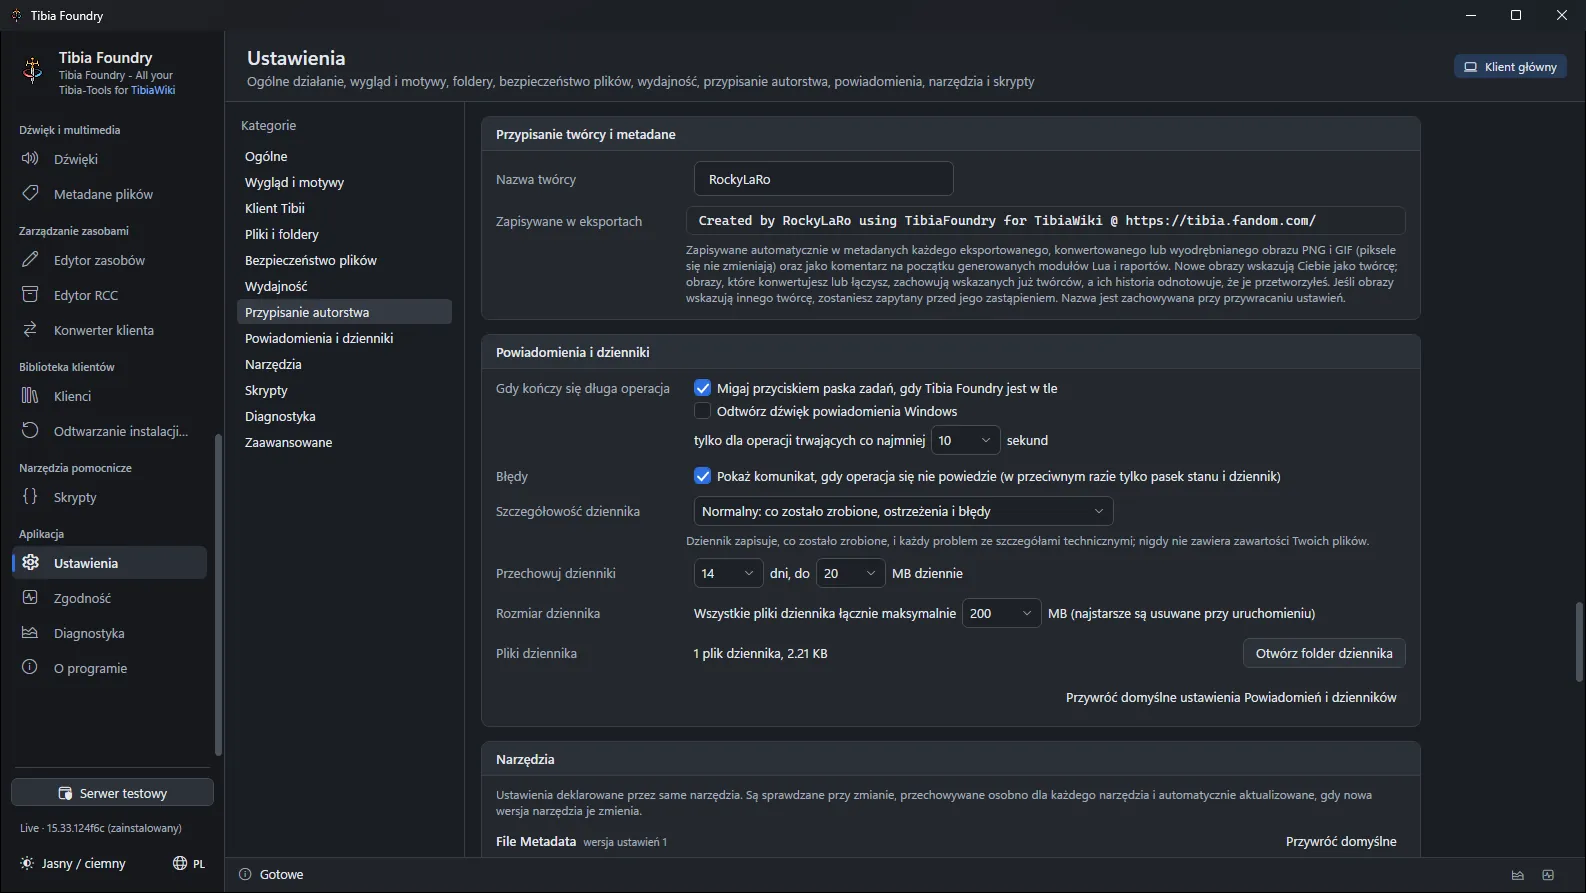 Tibia Foundry
Tibia Foundry
Tibia Foundry - All your
Tibia-Tools for TibiaWiki
Dźwięk i multimedia
Dźwięki
Metadane plików
Zarządzanie zasobami
Edytor zasobów
Edytor RCC
Konwerter klienta
Biblioteka klientów
Klienci
Odtwarzanie instalacji...
Narzędzia pomocnicze
Skrypty
Aplikacja
Ustawienia
Zgodność
Diagnostyka
O programie
Serwer testowy
Live · 15.33.124f6c (zainstalowany)
Jasny / ciemny
PL
Ustawienia
Ogólne działanie, wygląd i motywy, foldery, bezpieczeństwo plików, wydajność, przypisanie autorstwa, powiadomienia, narzędzia i skrypty
Klient główny
Kategorie
Ogólne
Wygląd i motywy
Klient Tibii
Pliki i foldery
Bezpieczeństwo plików
Wydajność
Przypisanie autorstwa
Powiadomienia i dzienniki
Narzędzia
Skrypty
Diagnostyka
Zaawansowane
Przypisanie twórcy i metadane
Nazwa twórcy
RockyLaRo
Zapisywane w eksportach
Created by RockyLaRo using TibiaFoundry for TibiaWiki @ https://tibia.fandom.com/
Zapisywane automatycznie w metadanych każdego eksportowanego, konwertowanego lub wyodrębnianego obrazu PNG i GIF (piksele
się nie zmieniają) oraz jako komentarz na początku generowanych modułów Lua i raportów. Nowe obrazy wskazują Ciebie jako twórcę;
obrazy, które konwertujesz lub łączysz, zachowują wskazanych już twórców, a ich historia odnotowuje, że je przetworzyłeś. Jeśli obrazy
wskazują innego twórcę, zostaniesz zapytany przed jego zastąpieniem. Nazwa jest zachowywana przy przywracaniu ustawień.
Powiadomienia i dzienniki
Gdy kończy się długa operacja
Migaj przyciskiem paska zadań, gdy Tibia Foundry jest w tle
Odtwórz dźwięk powiadomienia Windows
tylko dla operacji trwających co najmniej 10 sekund
Błędy
Pokaż komunikat, gdy operacja się nie powiedzie (w przeciwnym razie tylko pasek stanu i dziennik)
Szczegółowość dziennika
Normalny: co zostało zrobione, ostrzeżenia i błędy
Dziennik zapisuje, co zostało zrobione, i każdy problem ze szczegółami technicznymi; nigdy nie zawiera zawartości Twoich plików.
Przechowuj dzienniki
14 dni, do 20 MB dziennie
Rozmiar dziennika
Wszystkie pliki dziennika łącznie maksymalnie 200 MB (najstarsze są usuwane przy uruchomieniu)
Pliki dziennika
1 plik dziennika, 2.21 KB
Otwórz folder dziennika
Przywróć domyślne ustawienia Powiadomień i dzienników
Narzędzia
Ustawienia deklarowane przez same narzędzia. Są sprawdzane przy zmianie, przechowywane osobno dla każdego narzędzia i automatycznie aktualizowane, gdy nowa
wersja narzędzia je zmienia.
File Metadata wersja ustawień 1
Przywróć domyślne
Gotowe